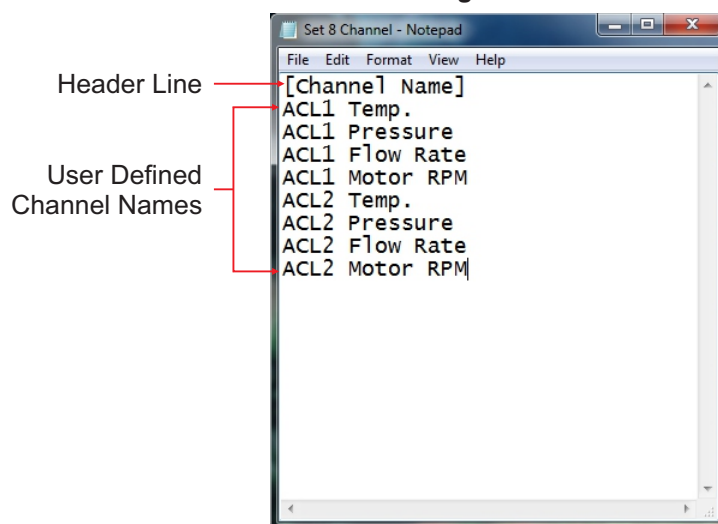 Set 8 Channel - Notepad
File Edit Format View Help
Header Line
[Channel Name]
ACL1 Temp.
ACL1 Pressure
ACL1 Flow Rate
ACL1 Motor RPM
User Defined
Channel Names
ACL2 Temp.
ACL2 Pressure
ACL2 Flow Rate
ACL2 Motor RPM